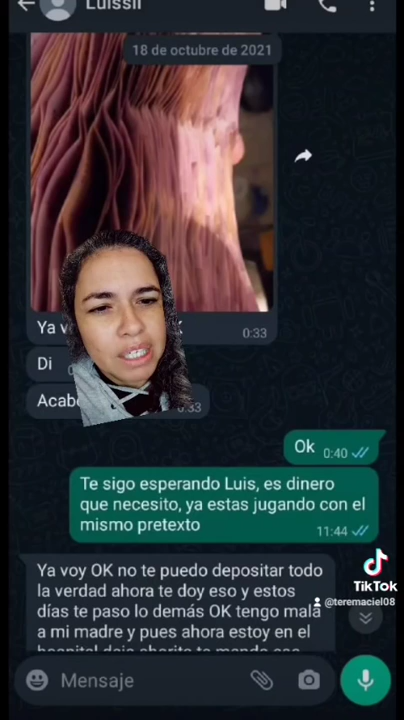 Luissil
18 de octubre de 2021
0:33
Di
0:33
Ok 0:40
Te sigo esperando Luis, es dinero
que necesito, ya estas jugando con el
mismo pretexto
11:44
Ya voy OK no te puedo depositar todo
la verdad ahora te doy eso y estos
días te paso lo demás OK tengo mala
a mi madre y pues ahora estoy en el
hospital deja ahorita te mando eso
TikTok
@teremaciel08
Mensaje